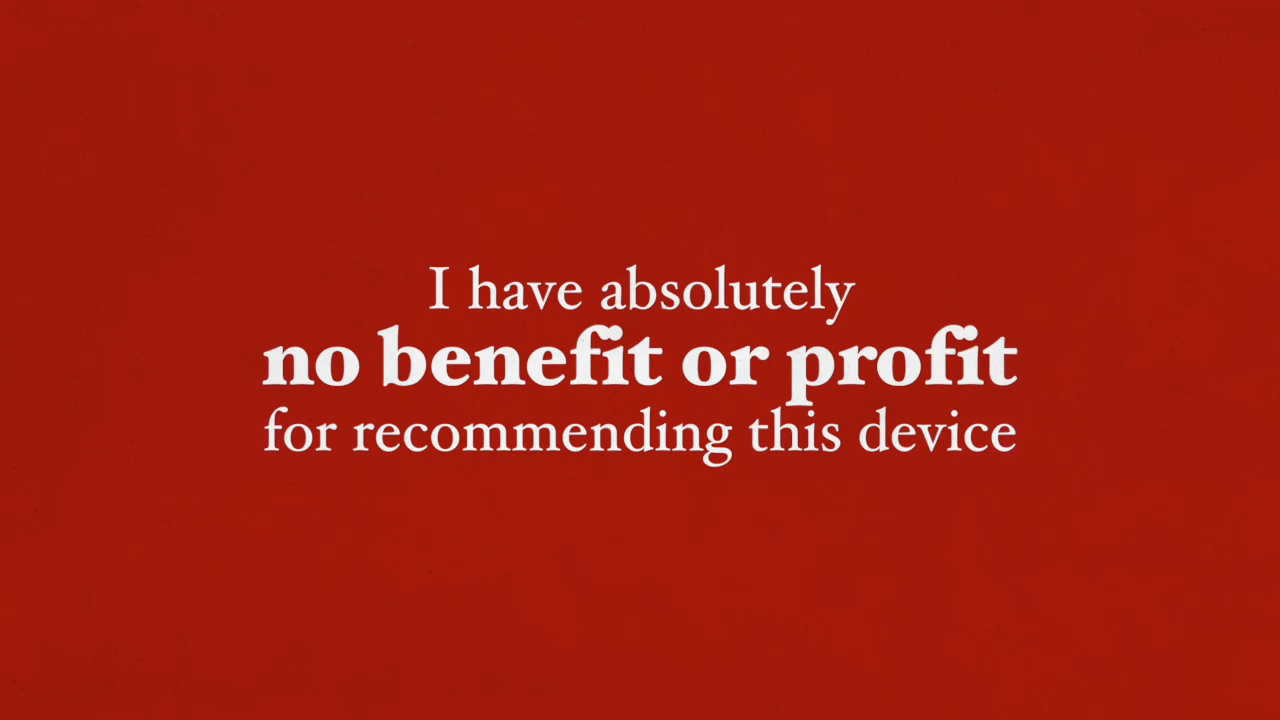 I have absolutely
no benefit or profit
for recommending this device